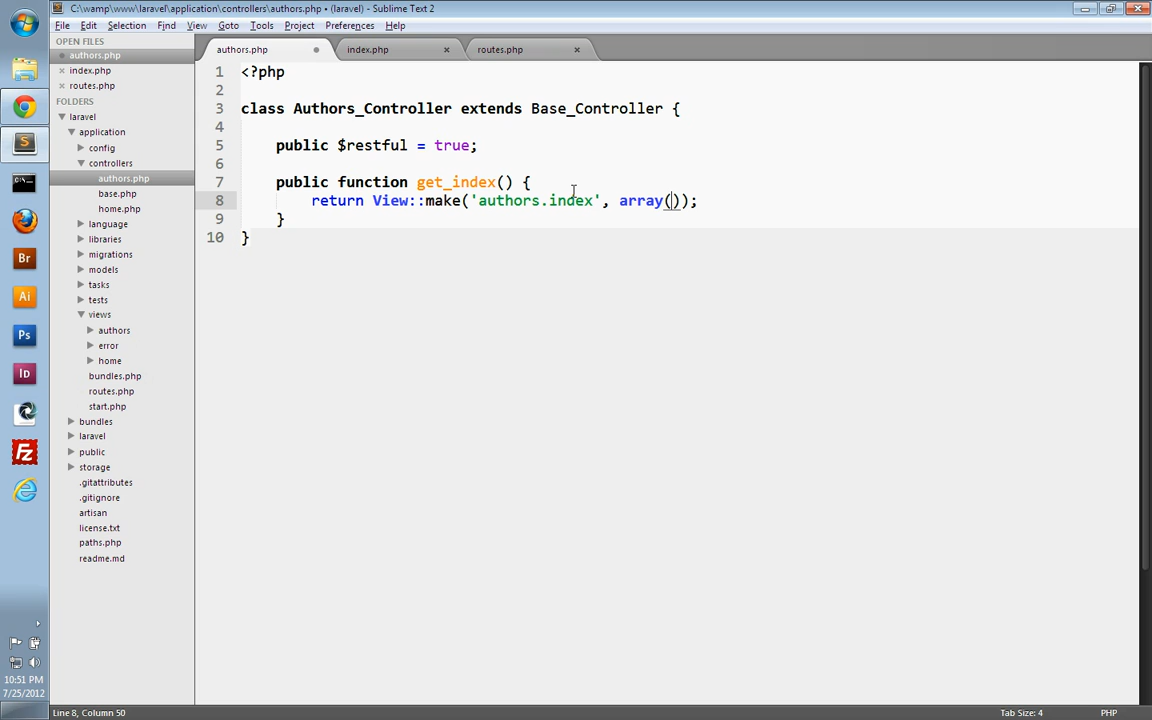 C:\wamp\www\laravel\application\controllers\authors.php • (laravel) - Sublime Text 2
File Edit Selection Find View Goto Tools Project Preferences Help
OPEN FILES
authors.php
index.php
routes.php
FOLDERS
laravel
application
config
controllers
authors.php
base.php
home.php
language
libraries
migrations
models
tasks
tests
views
authors
error
home
bundles.php
routes.php
start.php
bundles
laravel
public
storage
.gitattributes
.gitignore
artisan
license.txt
paths.php
readme.md
authors.php index.php routes.php
1 <?php
2
3 class Authors_Controller extends Base_Controller {
4
5 public $restful = true;
6
7 public function get_index() {
8 return View::make('authors.index', array());
9 }
10 }
Br
Ai
Ps
Id
Fz
10:51 PM
7/25/2012
Line 8, Column 50 Tab Size: 4 PHP